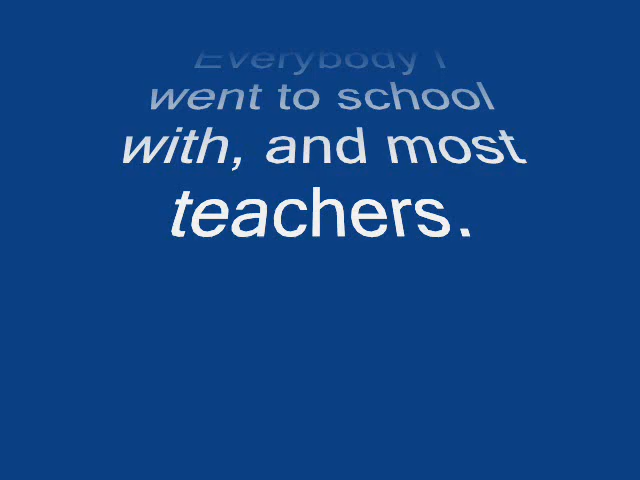 Everybody I
went to school
with, and most
teachers.